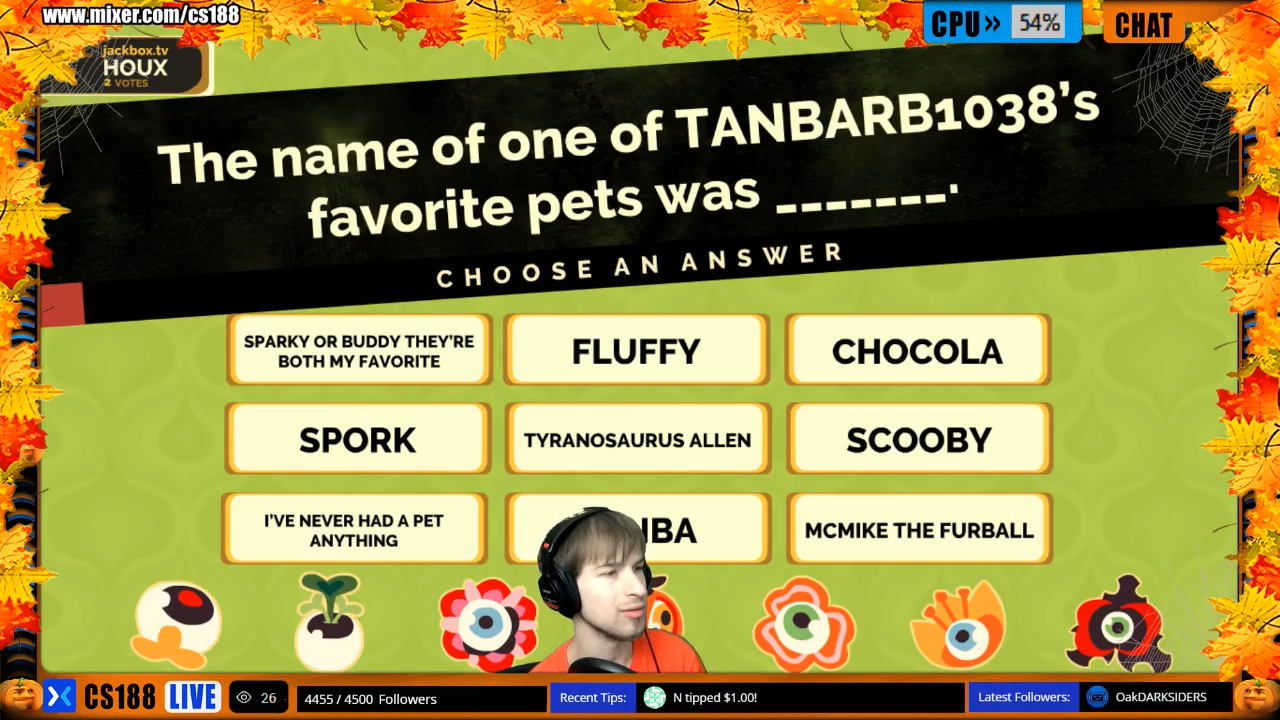 www.mixer.com/cs188
CPU»
54%
CHAT
jackbox.tv
HOUX
2 VOTES
The name of one of TANBARB1038's
favorite pets was _______.
CHOOSE AN ANSWER
SPARKY OR BUDDY THEY'RE
BOTH MY FAVORITE
FLUFFY
CHOCOLA
SPORK
TYRANOSAURUS ALLEN
SCOOBY
I'VE NEVER HAD A PET
ANYTHING
MCMIKE THE FURBALL
CS188 LIVE
26
4455 / 4500 Followers
Recent Tips:
N tipped $1.00!
Latest Followers:
OakDARKSIDERS